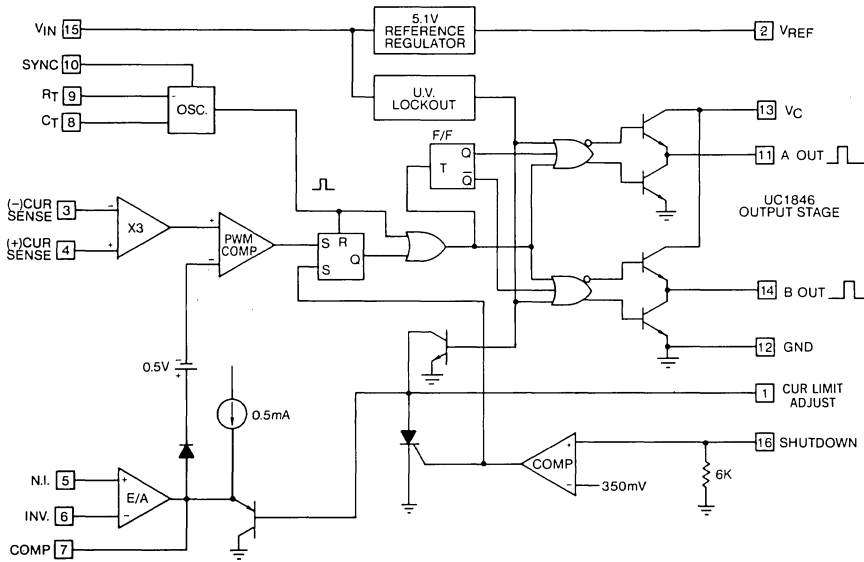 VIN 15
5.1V
REFERENCE
REGULATOR
2 VREF
SYNC 10
RT 9
CT 8
-
OSC.
U.V.
LOCKOUT
13 VC
F/F
T
Q
Q̅
11 A OUT
UC1846
OUTPUT STAGE
(-)CUR
SENSE 3
-
X3
(+)CUR
SENSE 4
+
+
PWM
COMP
-
S
R
S
Q
14 B OUT
12 GND
0.5V
-
+
0.5mA
1 CUR LIMIT
ADJUST
16 SHUTDOWN
COMP
+
-
350mV
6K
N.I. 5
+
E/A
INV. 6
-
COMP 7